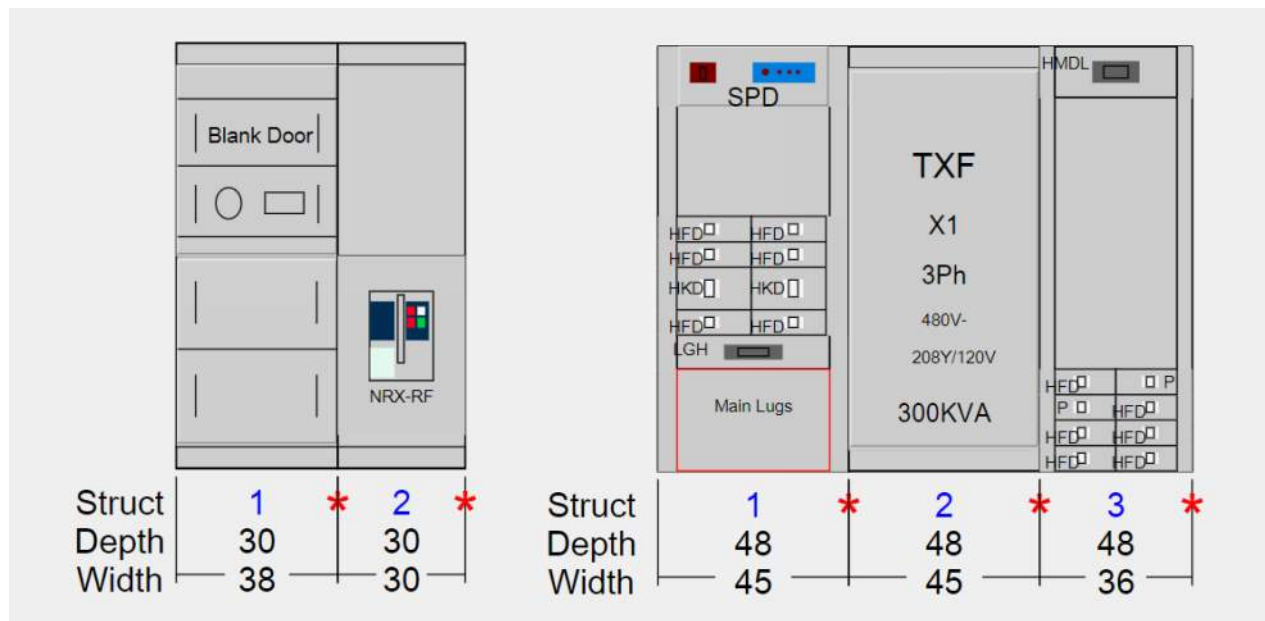 Blank Door
NRX-RF
Struct 1 * 2 *
Depth 30 30
Width 38 30
SPD
HFD HFD
HFD HFD
HKD HKD
HFD HFD
LGH
Main Lugs
TXF
X1
3Ph
480V-
208Y/120V
300KVA
HMDL
HFD P
P HFD
HFD HFD
HFD HFD
Struct 1 * 2 * 3 *
Depth 48 48 48
Width 45 45 36